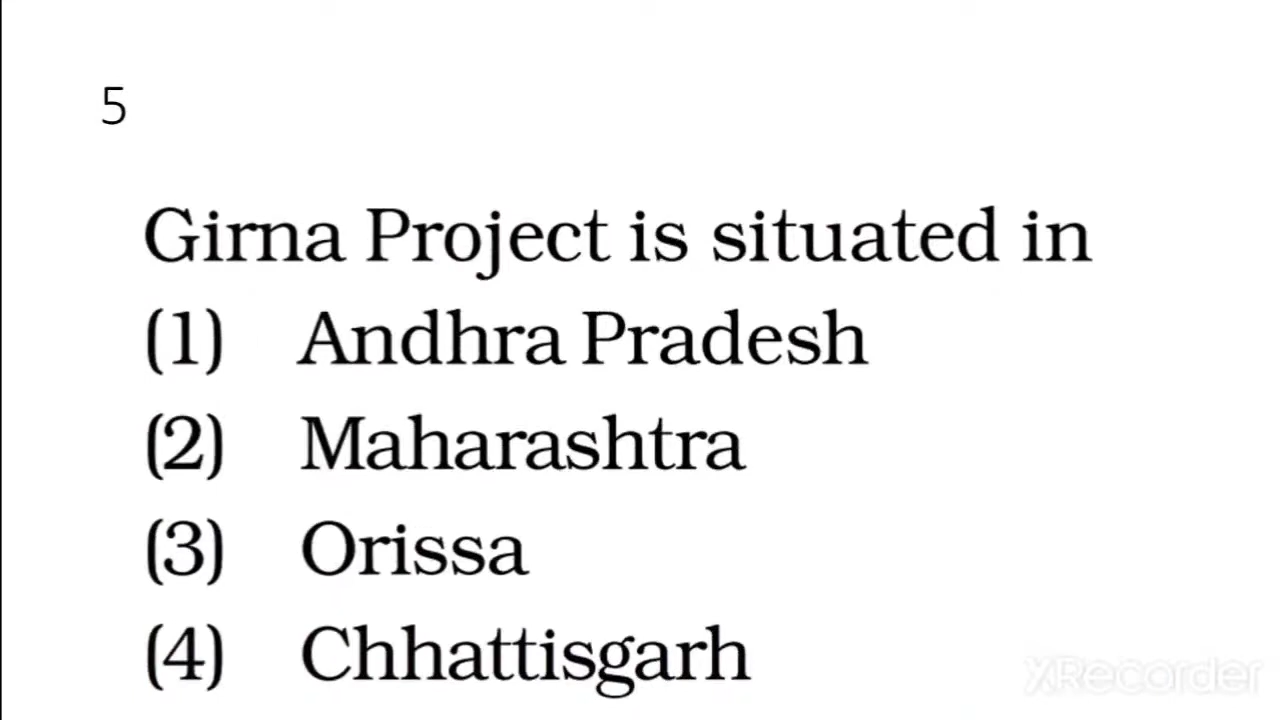 5
Girna Project is situated in
(1) Andhra Pradesh
(2) Maharashtra
(3) Orissa
(4) Chhattisgarh
XRecorder